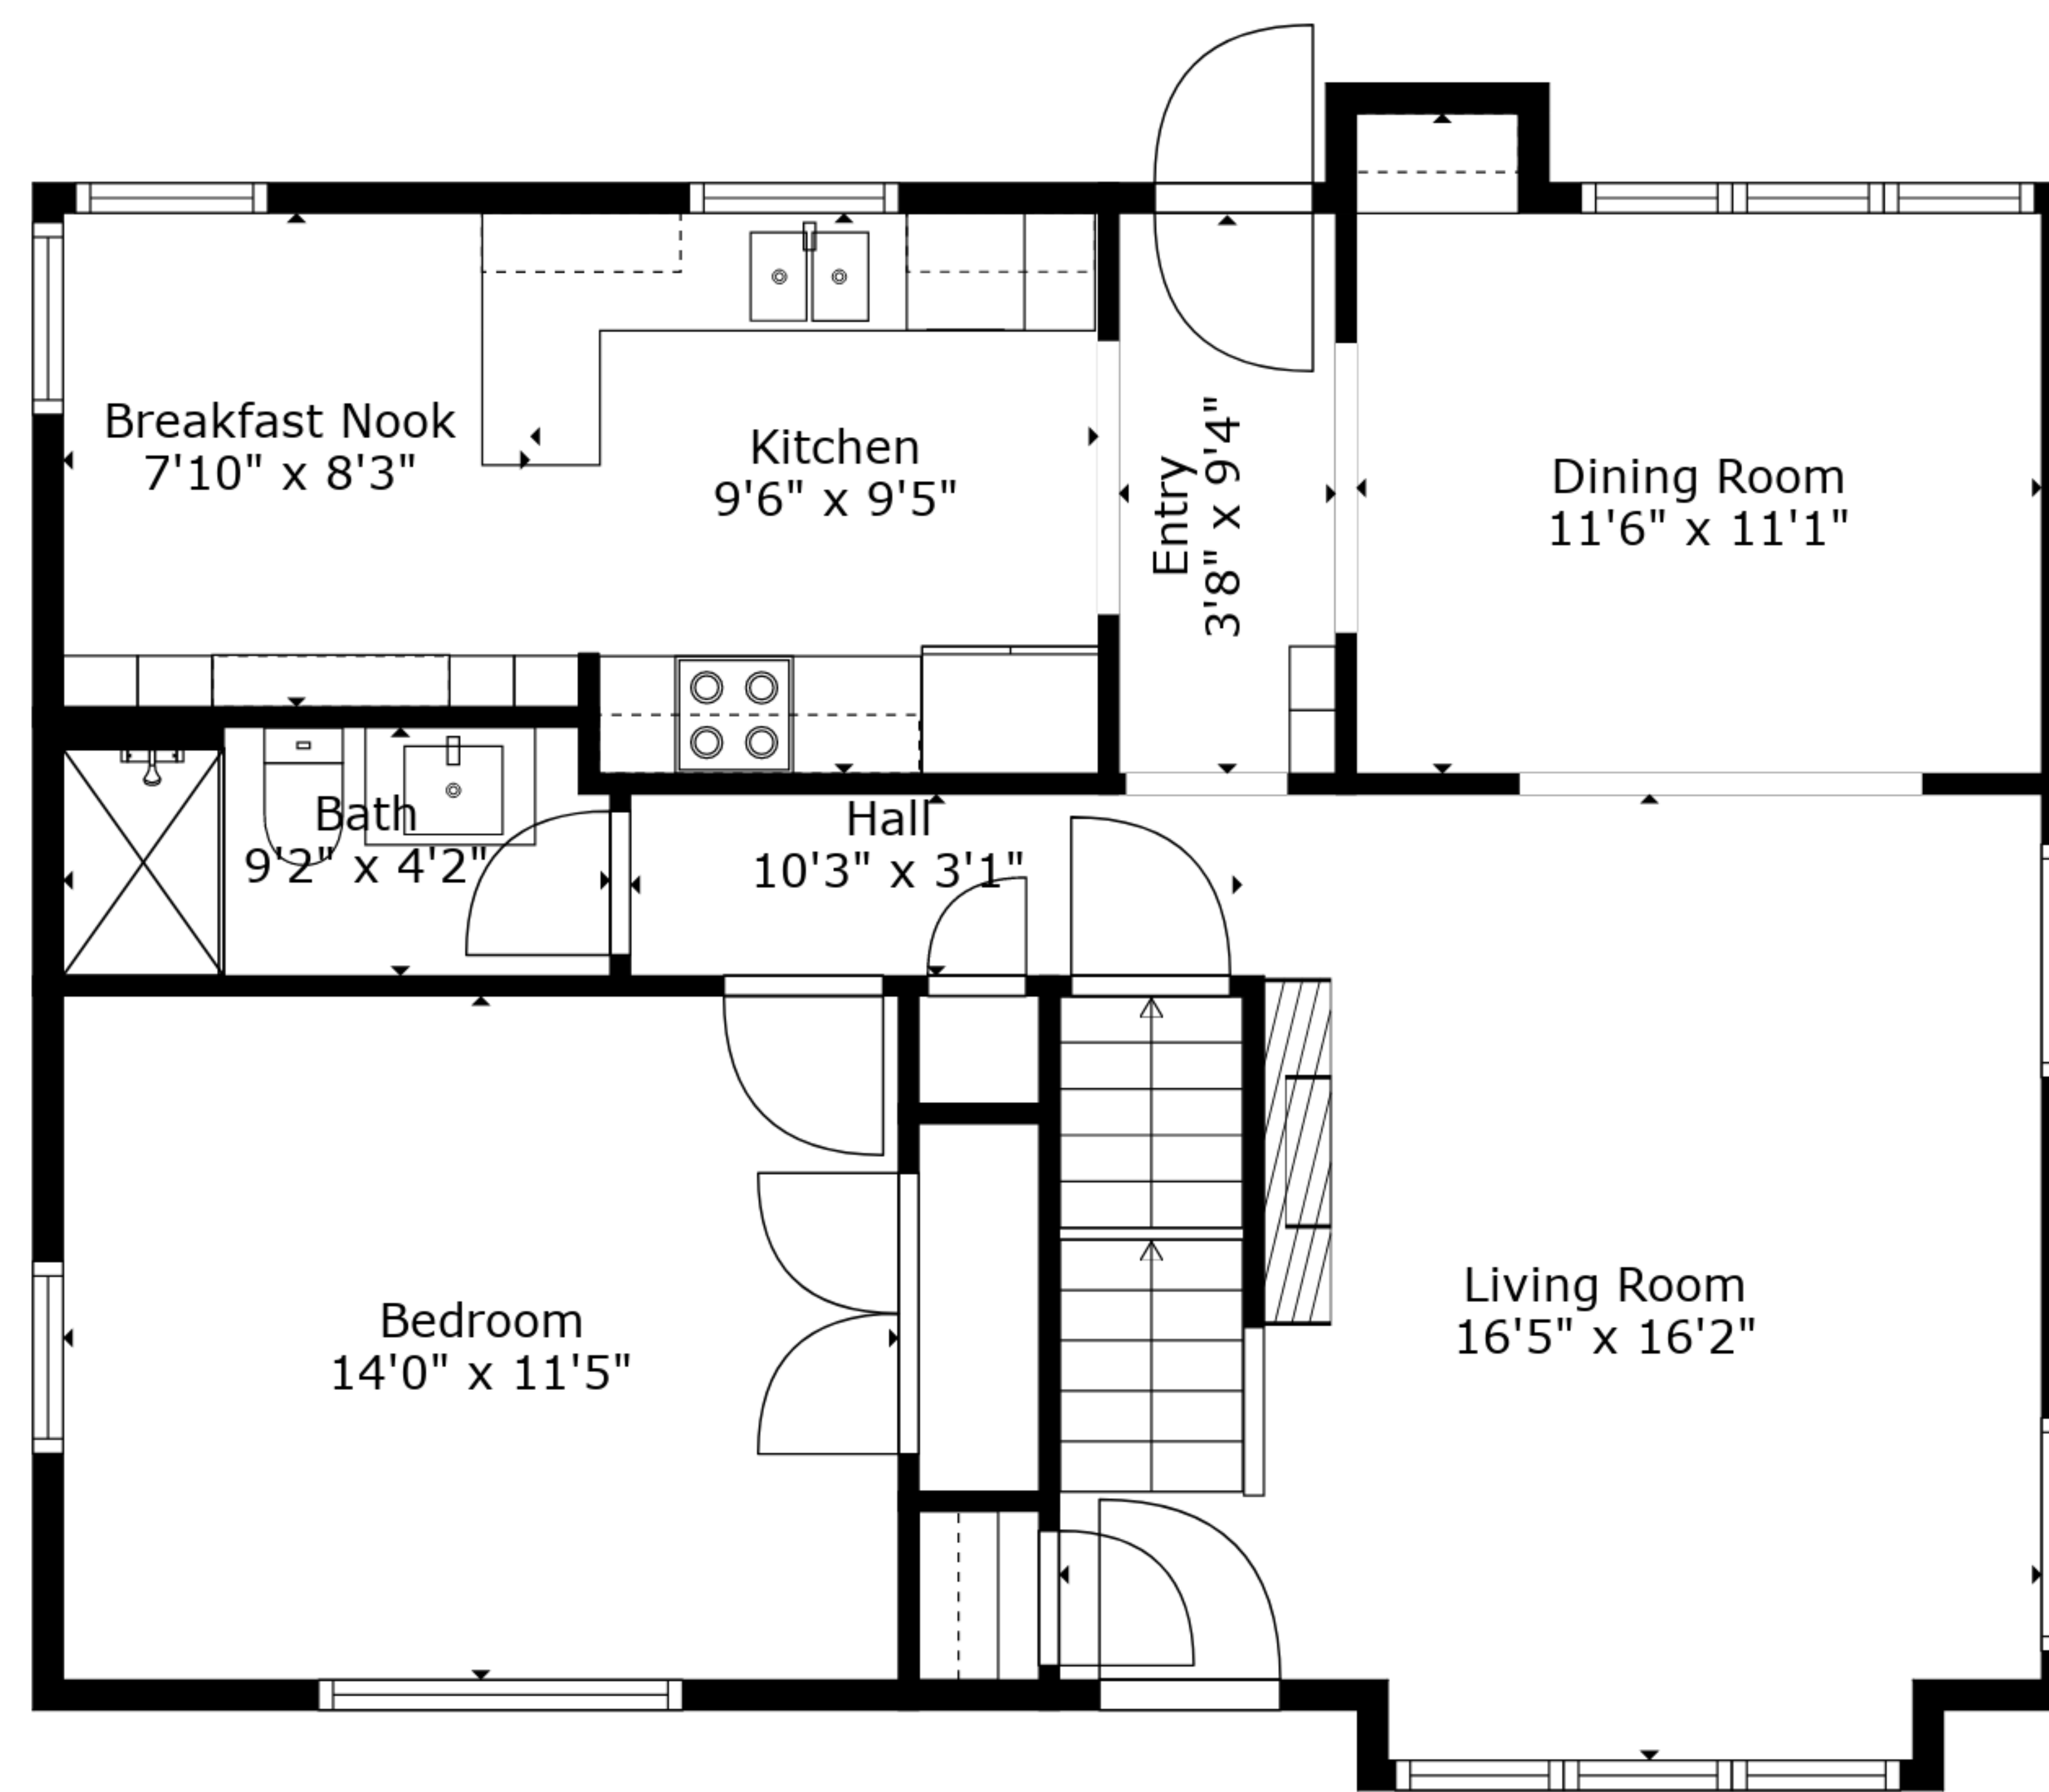 Breakfast Nook
7'10" x 8'3"
Kitchen
9'6" x 9'5"
Entry
3'8" x 9'4"
Dining Room
11'6" x 11'1"
Bath
9'2" x 4'2"
Hall
10'3" x 3'1"
Bedroom
14'0" x 11'5"
Living Room
16'5" x 16'2"